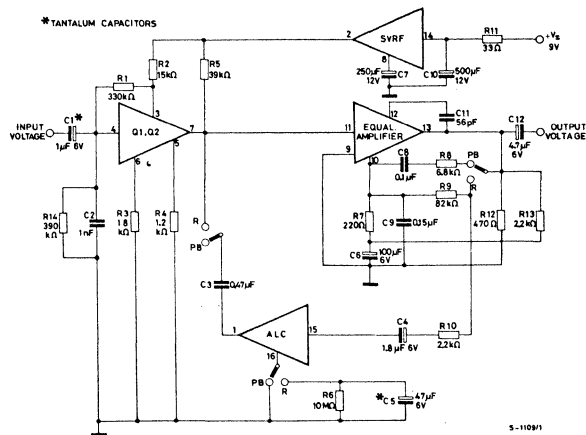 *TANTALUM CAPACITORS
INPUT
VOLTAGE
C1*
1μF 6V
R1
330kΩ
R2
15kΩ
R5
39kΩ
2
SVRF
14
8
R11
33Ω
+Vs
9V
250μF
12V
C7
C10
500μF
12V
4
3
Q1,Q2
7
6
5
R14
390
kΩ
C2
1nF
R3
1.8
kΩ
R4
1.2
kΩ
11
12
EQUAL
AMPLIFIER
13
9
10
C11
56pF
C12
4.7μF
6V
OUTPUT
VOLTAGE
C8
0.1μF
R8
6.8kΩ
PB
R
R9
82kΩ
R7
220Ω
C9
0.15μF
R12
470Ω
R13
2.2kΩ
C6
100μF
6V
R
PB
C3
0.47μF
1
ALC
15
16
C4
1.8μF 6V
R10
2.2kΩ
PB
R
R6
10MΩ
*C5
47μF
6V
S-1109/1